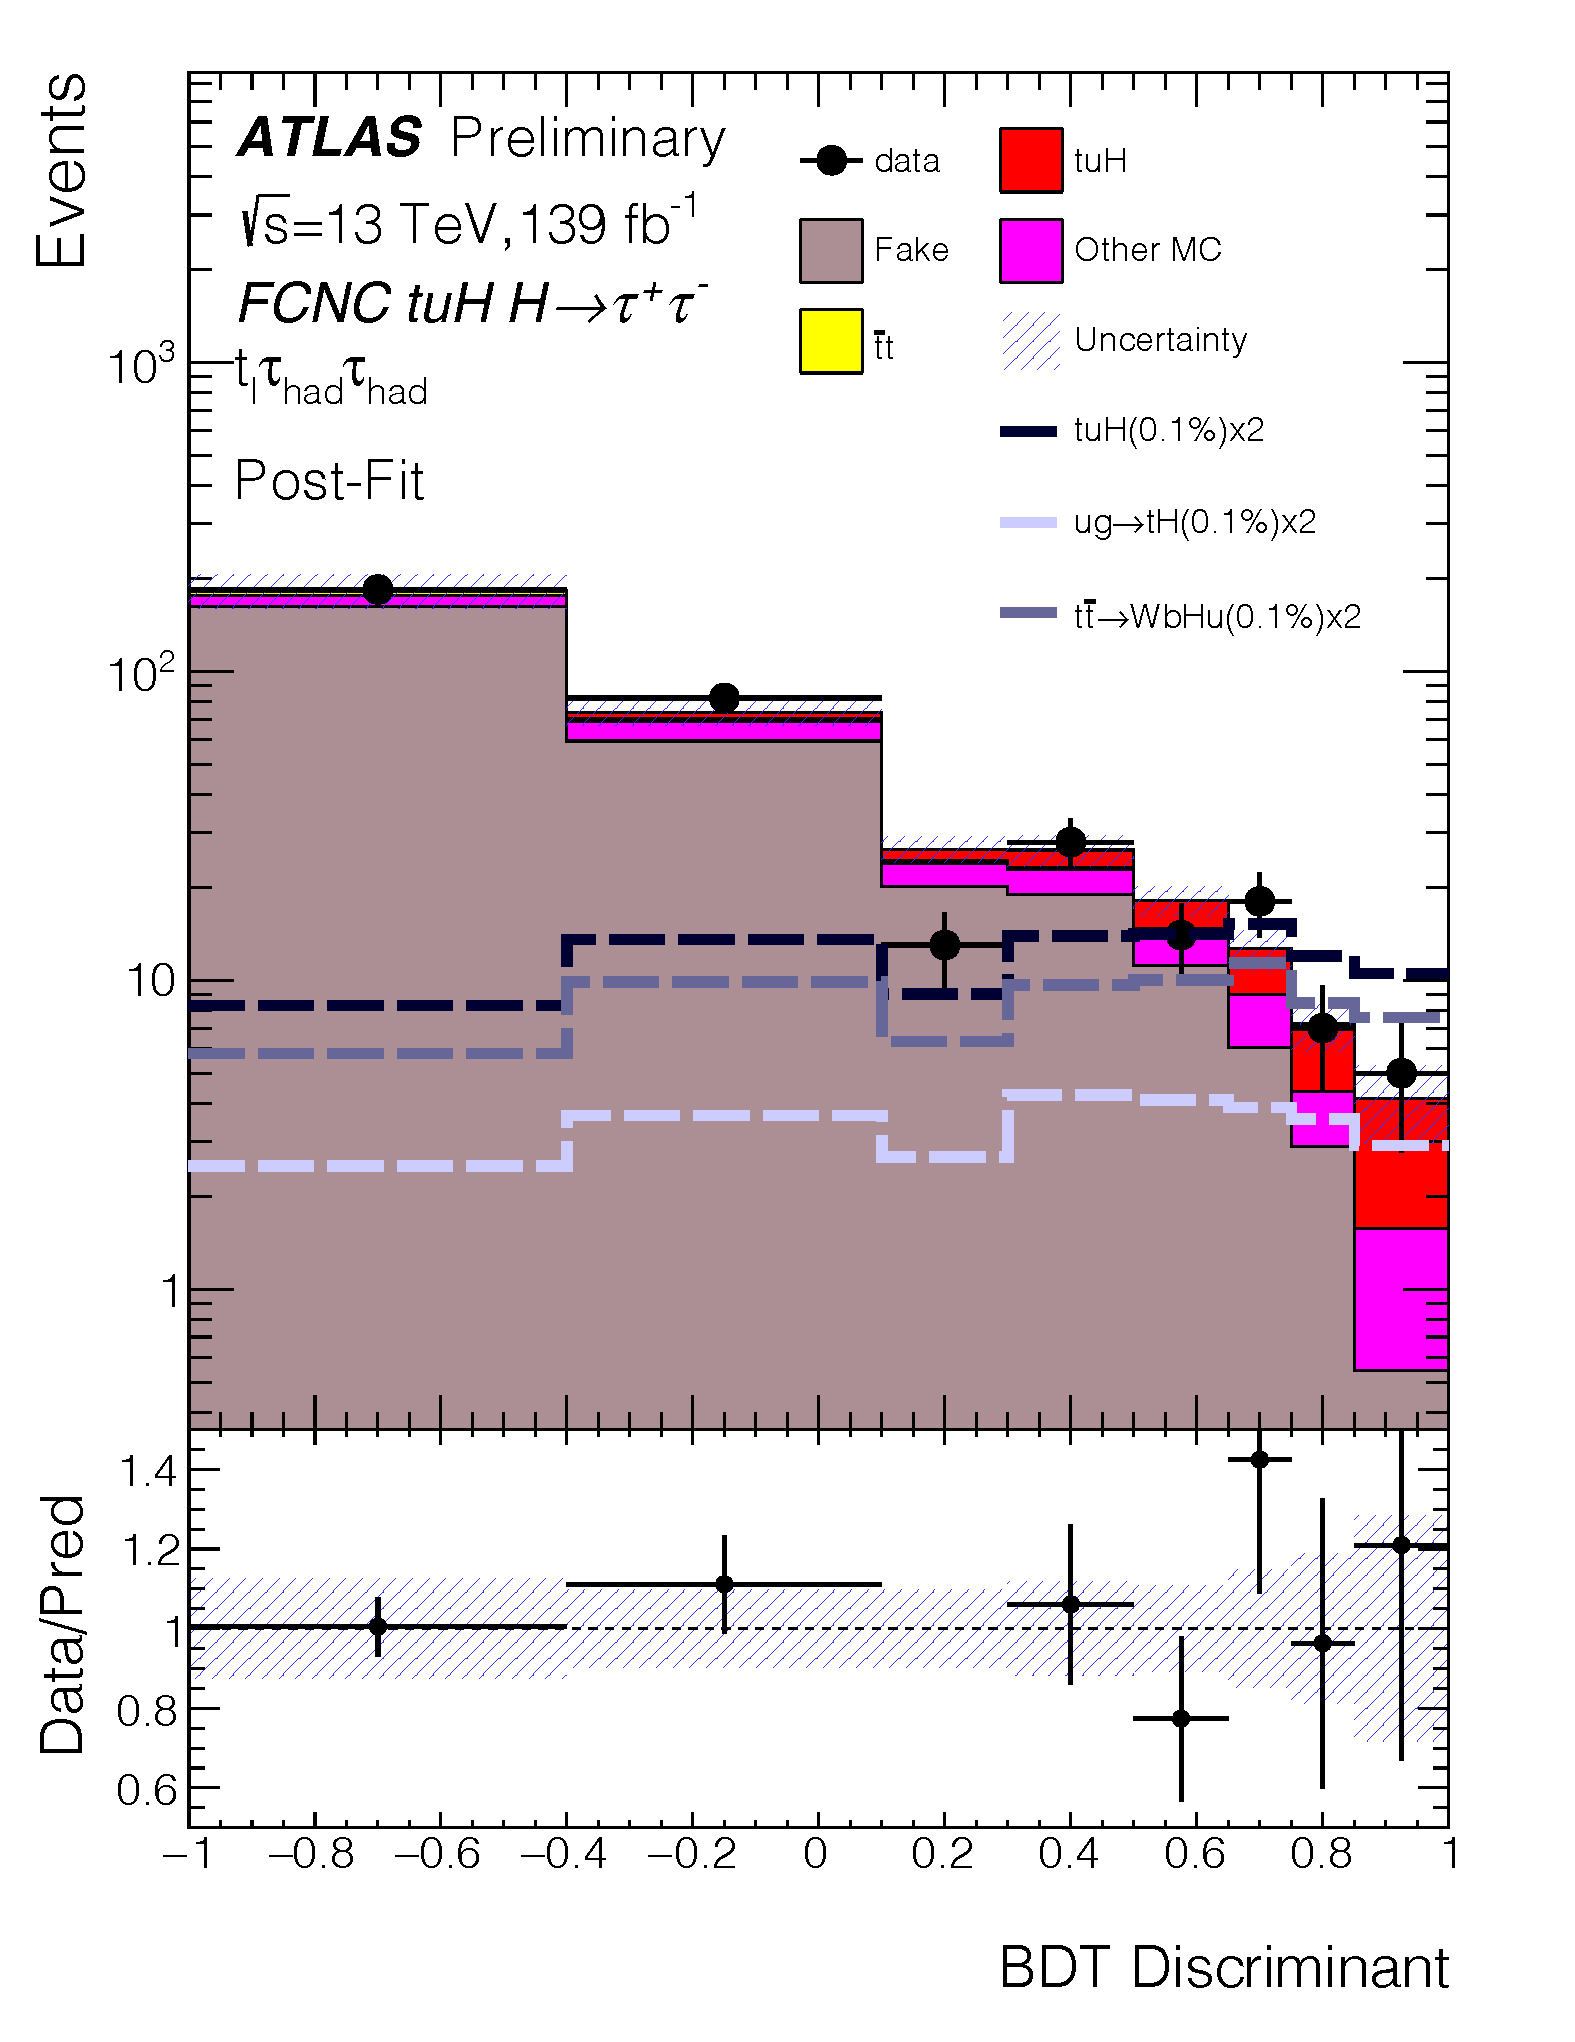 Events
ATLAS Preliminary
√s=13 TeV,139 fb⁻¹
FCNC tuH H→τ⁺τ⁻
tₗτhadτhad
Post-Fit
data
tuH
Fake
Other MC
t̄t
Uncertainty
tuH(0.1%)x2
ug→tH(0.1%)x2
tt̄→WbHu(0.1%)x2
10³
10²
10
1
Data/Pred
1.4
1.2
1
0.8
0.6
−1 −0.8 −0.6 −0.4 −0.2 0 0.2 0.4 0.6 0.8 1
BDT Discriminant